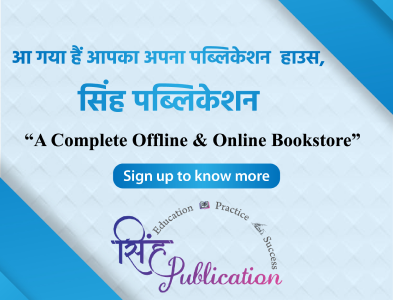 आ गया हैं आपका अपना पब्लिकेशन हाउस,
सिंह पब्लिकेशन
“A Complete Offline & Online Bookstore”
Sign up to know more
Education Practice Success
सिंह
Publication